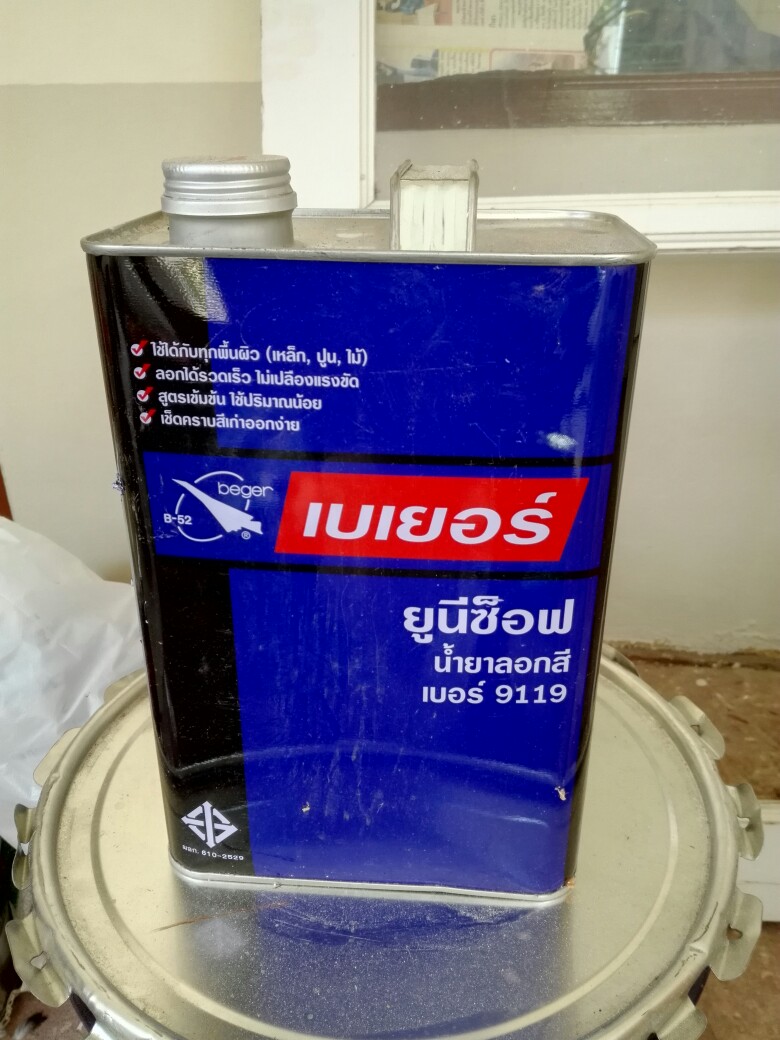 ใช้ได้กับทุกพื้นผิว (เหล็ก, ปูน, ไม้)
ลอกได้รวดเร็ว ไม่เปลืองแรงขัด
สูตรเข้มข้น ใช้ปริมาณน้อย
เช็ดคราบสีเก่าออกง่าย
beger
B-52
®
เบเยอร์
ยูนีซ็อฟ
น้ำยาลอกสี
เบอร์ 9119
มอก. 610-2529